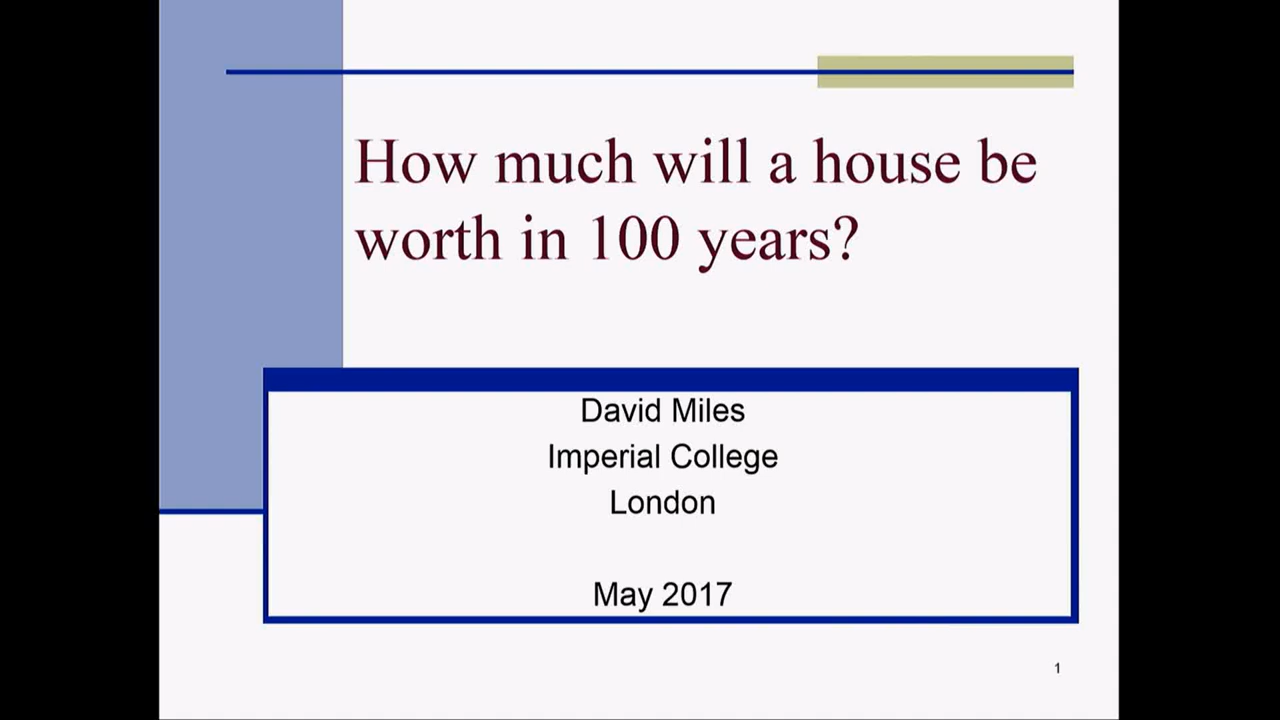 How much will a house be
worth in 100 years?
David Miles
Imperial College
London
May 2017
1